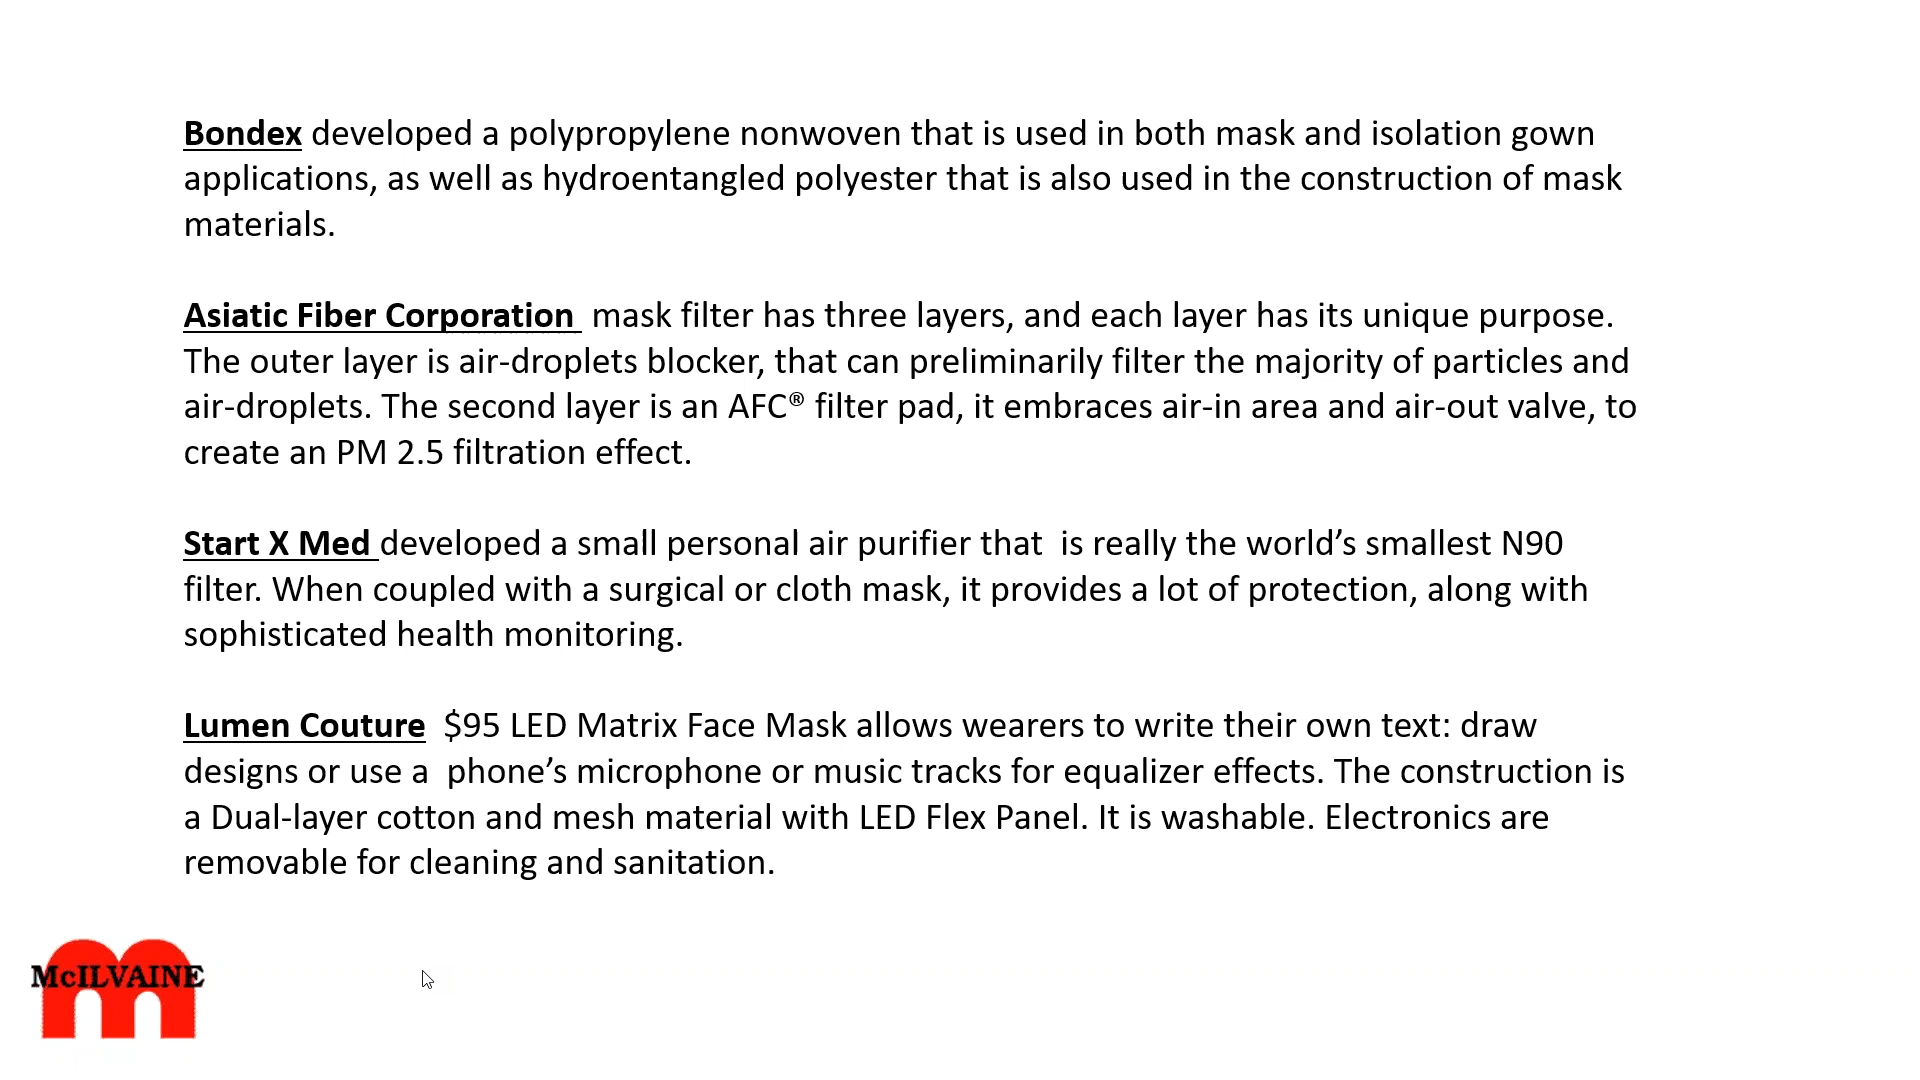 Bondex developed a polypropylene nonwoven that is used in both mask and isolation gown
applications, as well as hydroentangled polyester that is also used in the construction of mask
materials.
Asiatic Fiber Corporation  mask filter has three layers, and each layer has its unique purpose.
The outer layer is air-droplets blocker, that can preliminarily filter the majority of particles and
air-droplets. The second layer is an AFC® filter pad, it embraces air-in area and air-out valve, to
create an PM 2.5 filtration effect.
Start X Med developed a small personal air purifier that  is really the world’s smallest N90
filter. When coupled with a surgical or cloth mask, it provides a lot of protection, along with
sophisticated health monitoring.
Lumen Couture  $95 LED Matrix Face Mask allows wearers to write their own text: draw
designs or use a  phone’s microphone or music tracks for equalizer effects. The construction is
a Dual-layer cotton and mesh material with LED Flex Panel. It is washable. Electronics are
removable for cleaning and sanitation.
McILVAINE